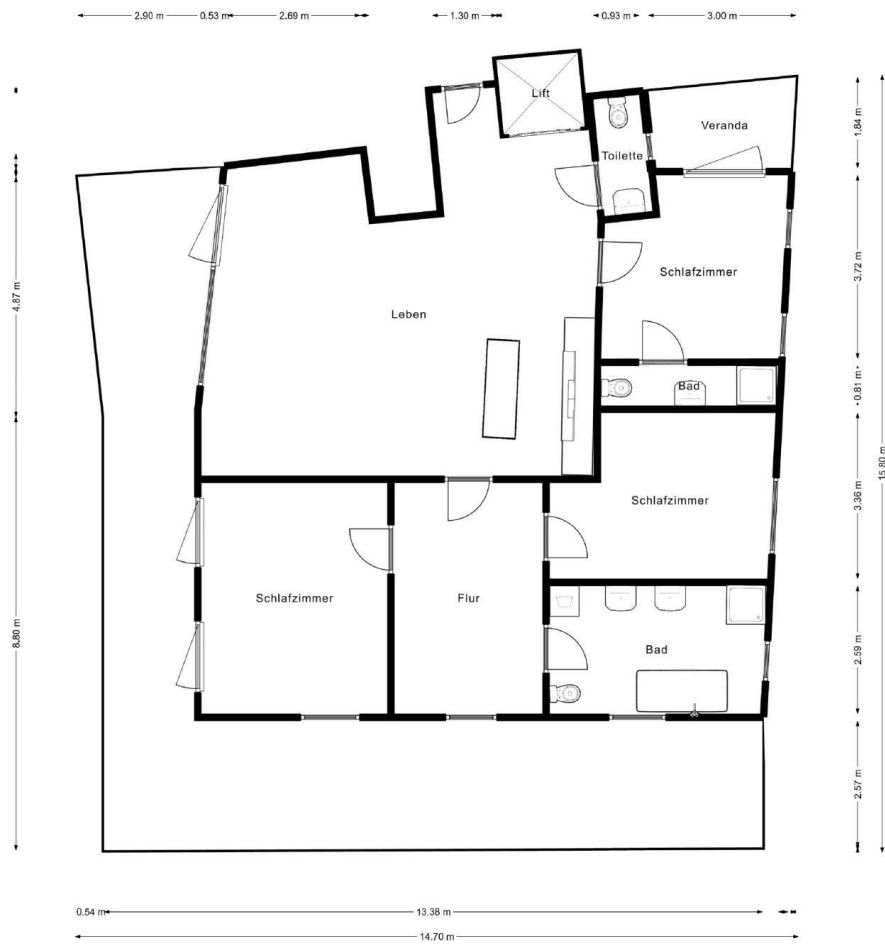 2.90 m 0.53 m 2.69 m 1.30 m 0.93 m 3.00 m
Lift
Veranda
Toilette
1.84 m
Schlafzimmer
3.72 m
4.87 m
Leben
Bad
0.81 m
15.80 m
Schlafzimmer
3.36 m
Schlafzimmer
Flur
8.80 m
Bad
2.59 m
2.57 m
0.54 m 13.38 m
14.70 m